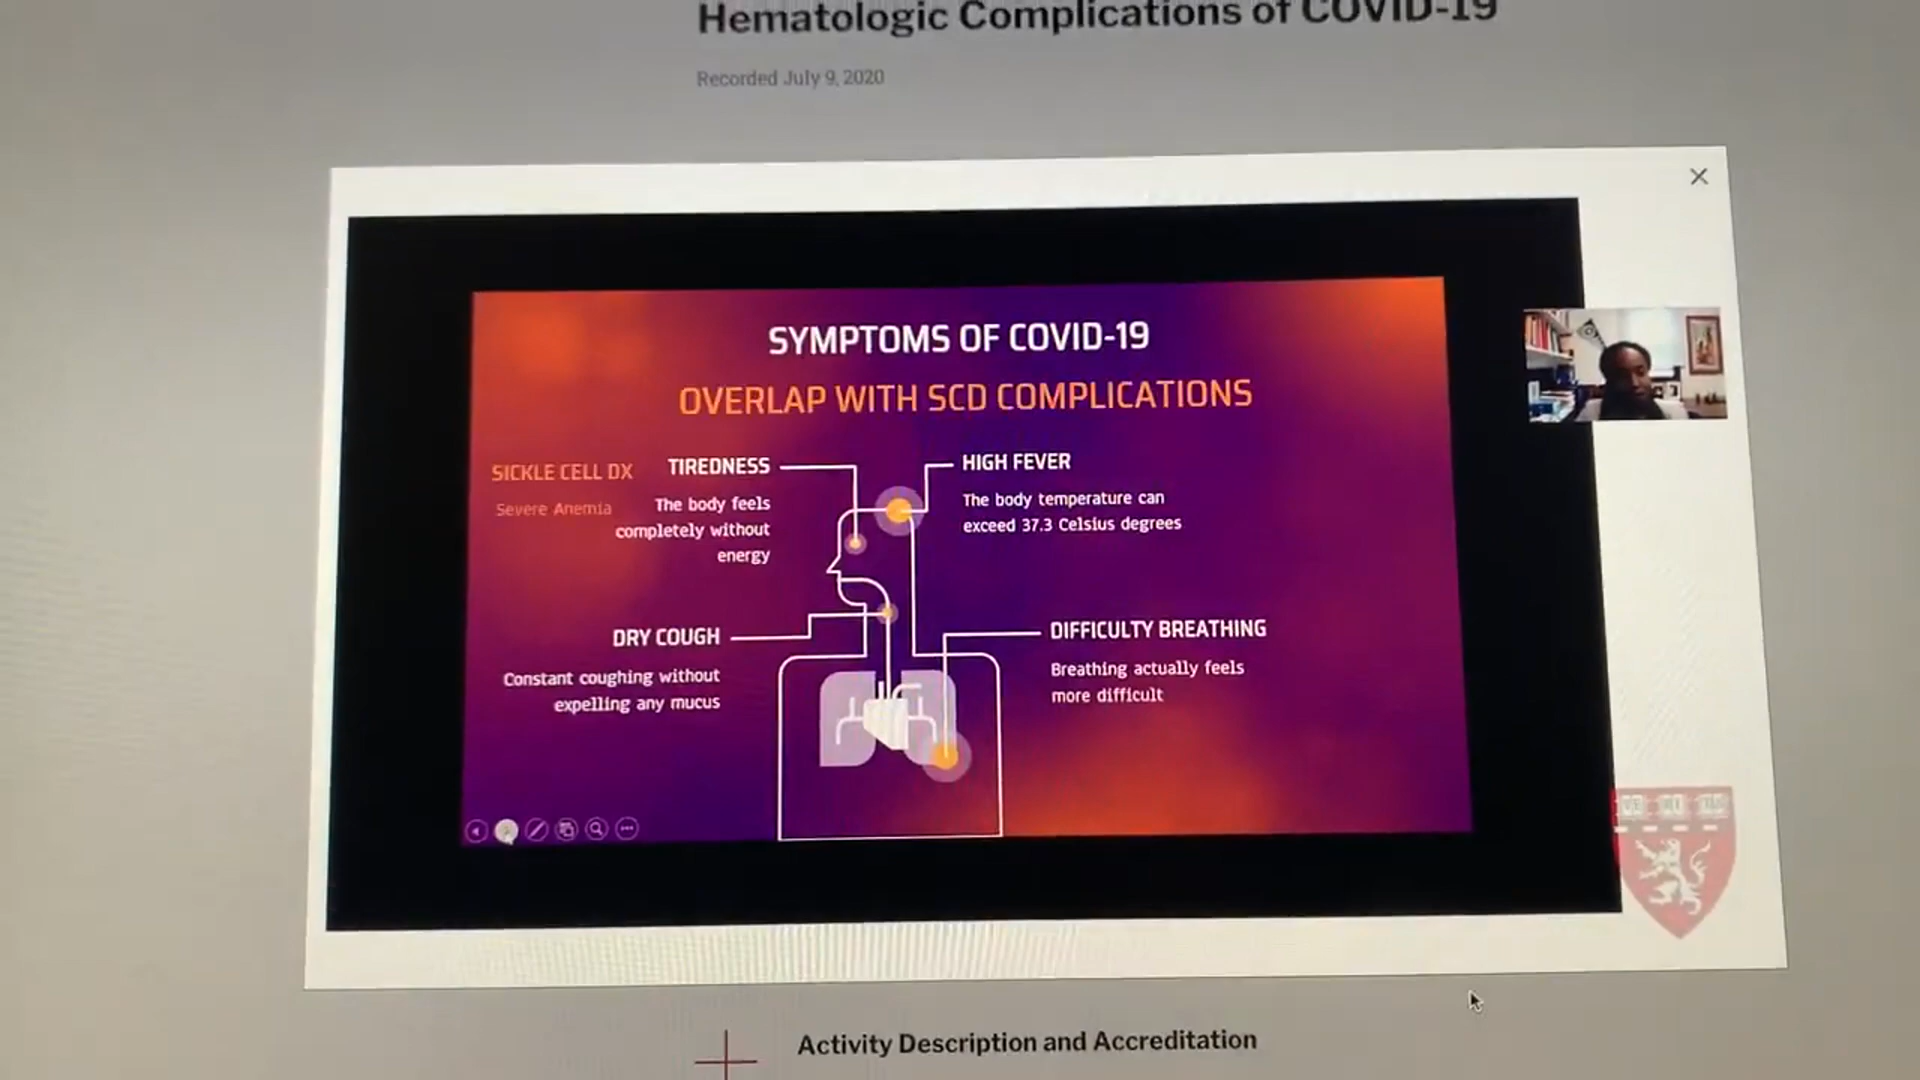 Hematologic Complications of COVID-19
Recorded July 9, 2020
SYMPTOMS OF COVID-19
OVERLAP WITH SCD COMPLICATIONS
SICKLE CELL DX
Severe Anemia
TIREDNESS
The body feels
completely without
energy
HIGH FEVER
The body temperature can
exceed 37.3 Celsius degrees
DRY COUGH
Constant coughing without
expelling any mucus
DIFFICULTY BREATHING
Breathing actually feels
more difficult
Activity Description and Accreditation